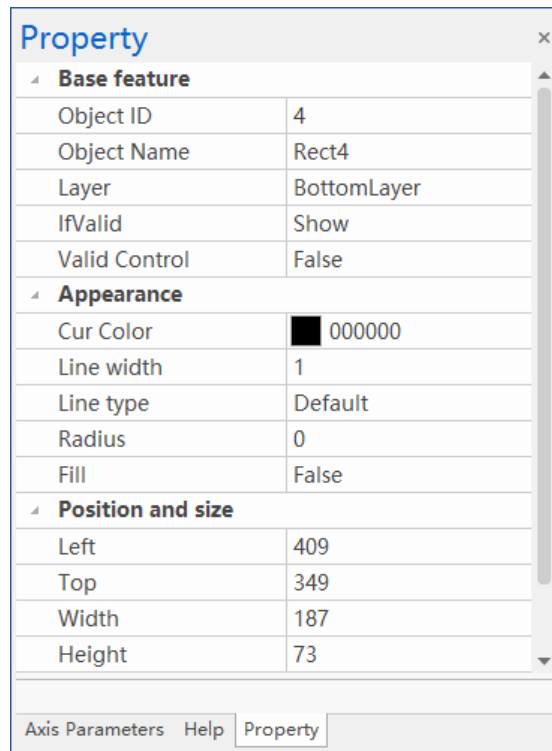 Property
Base feature
Object ID 4
Object Name Rect4
Layer BottomLayer
IfValid Show
Valid Control False
Appearance
Cur Color 000000
Line width 1
Line type Default
Radius 0
Fill False
Position and size
Left 409
Top 349
Width 187
Height 73
Axis Parameters Help Property